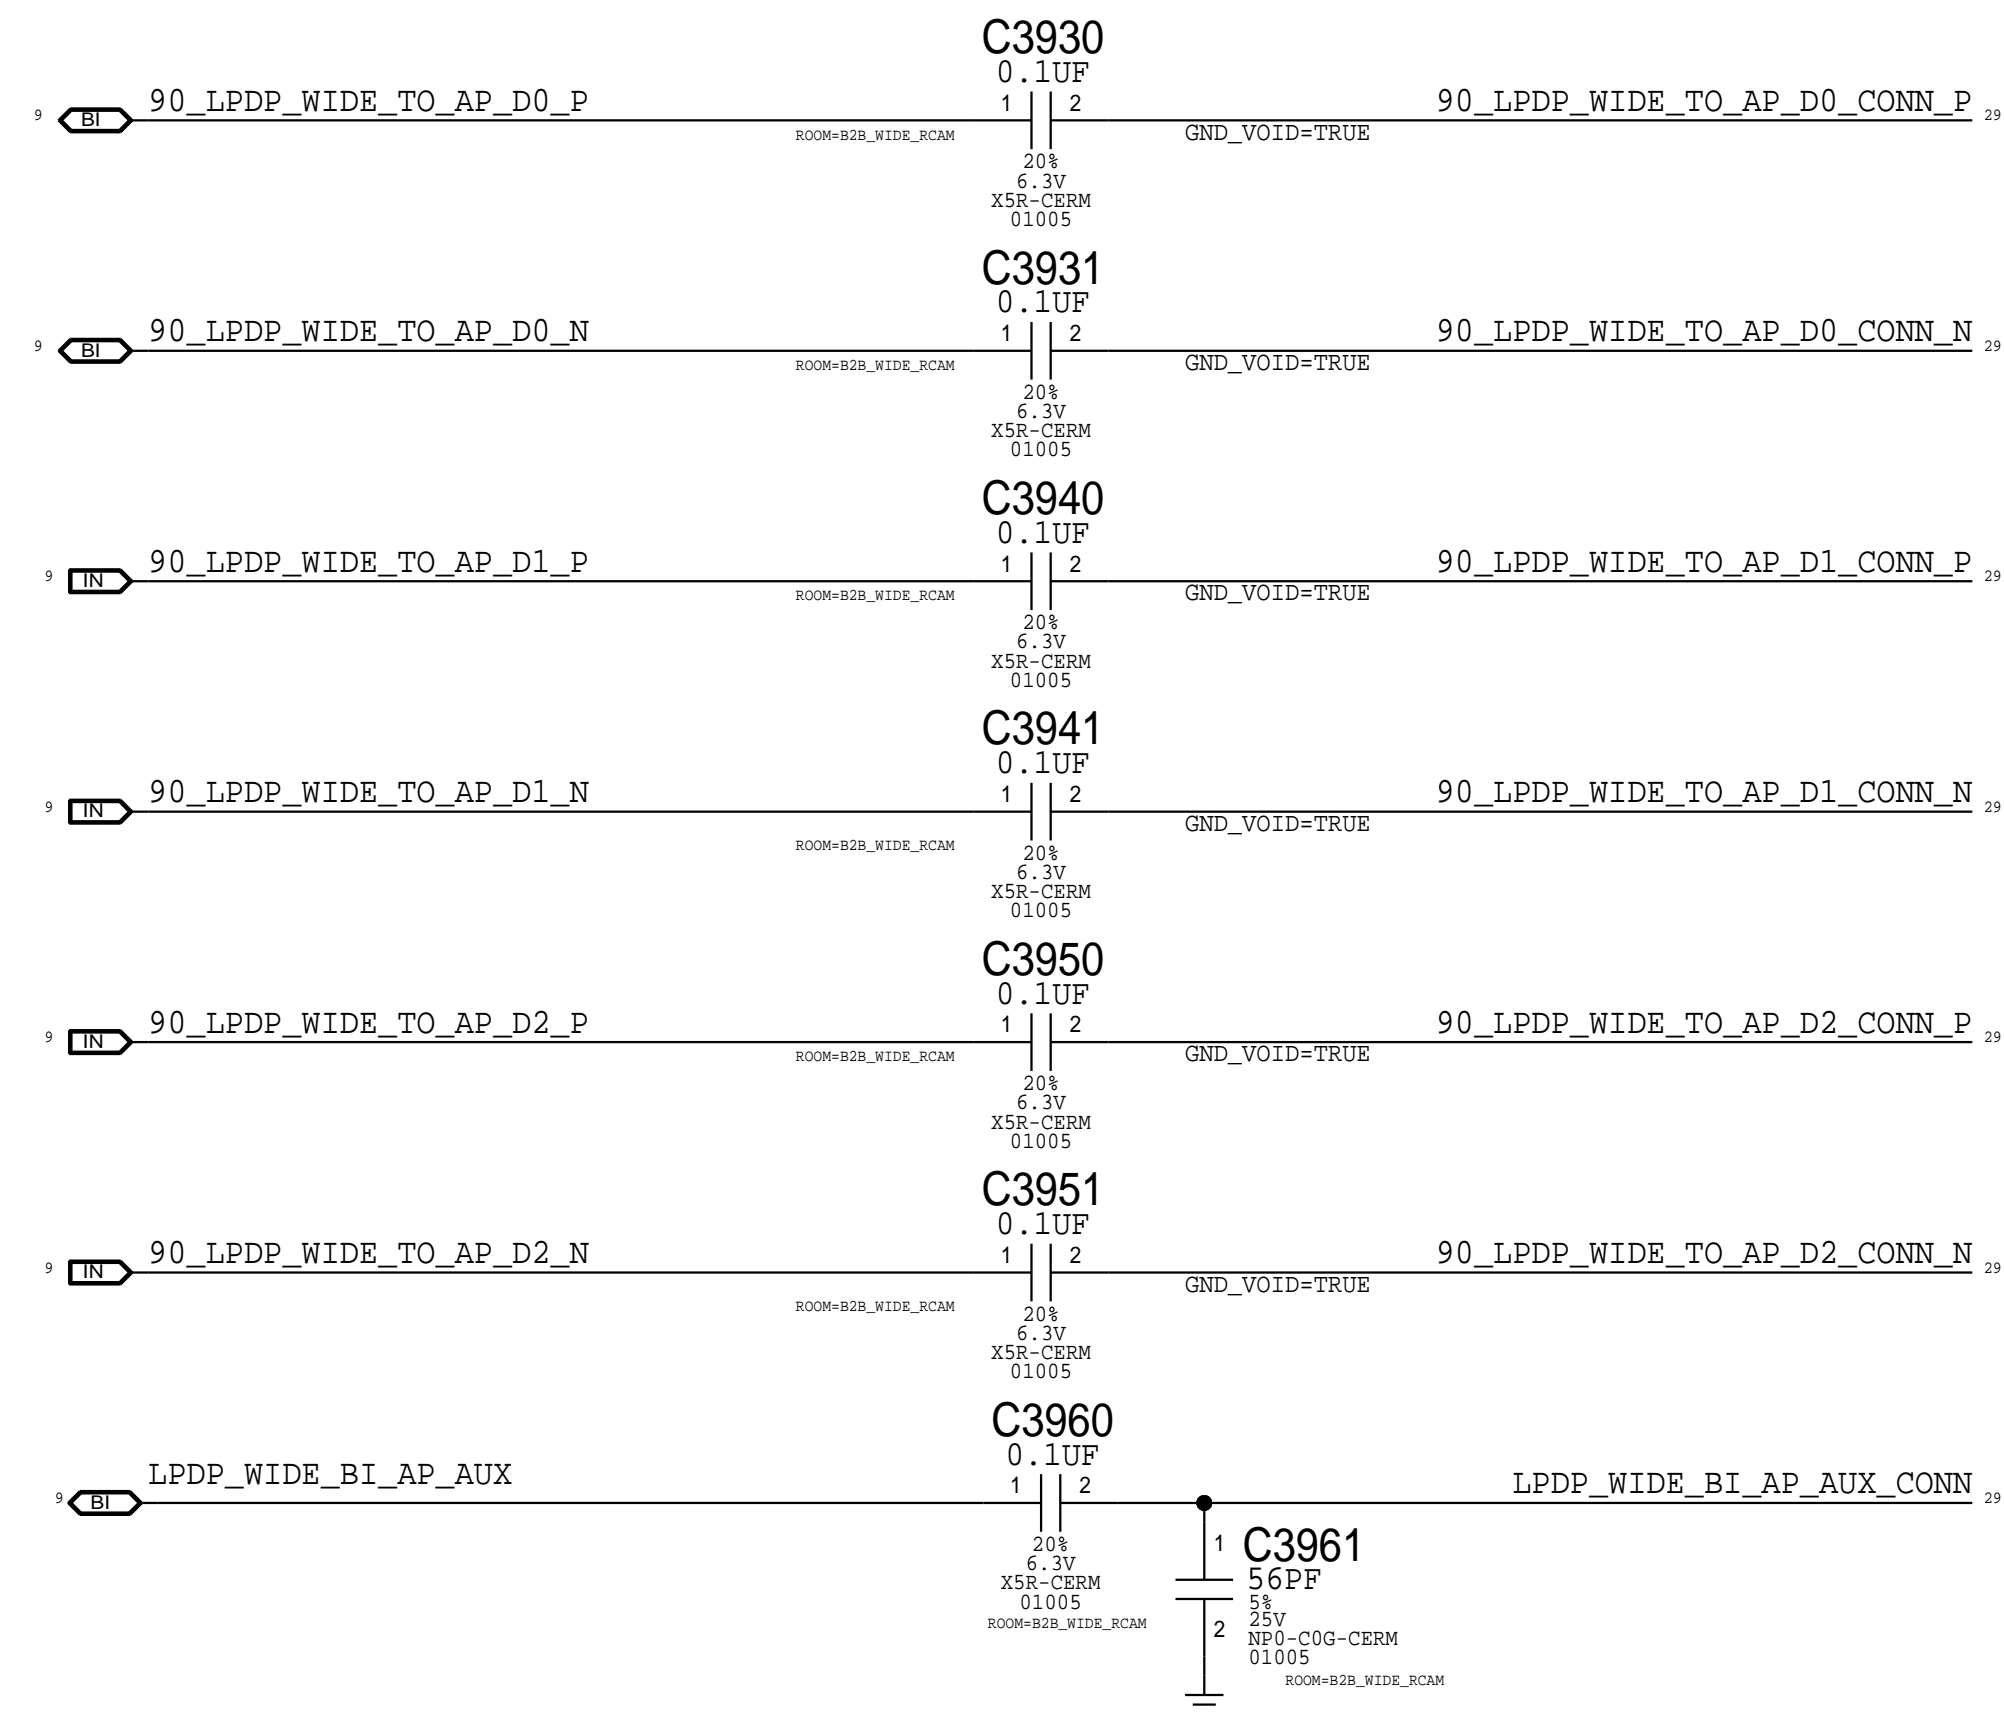 C3930
0.1UF
9 BI 90_LPDP_WIDE_TO_AP_D0_P 1 2 90_LPDP_WIDE_TO_AP_D0_CONN_P 29
ROOM=B2B_WIDE_RCAM GND_VOID=TRUE
20%
6.3V
X5R-CERM
01005
C3931
0.1UF
9 BI 90_LPDP_WIDE_TO_AP_D0_N 1 2 90_LPDP_WIDE_TO_AP_D0_CONN_N 29
ROOM=B2B_WIDE_RCAM GND_VOID=TRUE
20%
6.3V
X5R-CERM
01005
C3940
0.1UF
9 IN 90_LPDP_WIDE_TO_AP_D1_P 1 2 90_LPDP_WIDE_TO_AP_D1_CONN_P 29
ROOM=B2B_WIDE_RCAM GND_VOID=TRUE
20%
6.3V
X5R-CERM
01005
C3941
0.1UF
9 IN 90_LPDP_WIDE_TO_AP_D1_N 1 2 90_LPDP_WIDE_TO_AP_D1_CONN_N 29
ROOM=B2B_WIDE_RCAM GND_VOID=TRUE
20%
6.3V
X5R-CERM
01005
C3950
0.1UF
9 IN 90_LPDP_WIDE_TO_AP_D2_P 1 2 90_LPDP_WIDE_TO_AP_D2_CONN_P 29
ROOM=B2B_WIDE_RCAM GND_VOID=TRUE
20%
6.3V
X5R-CERM
01005
C3951
0.1UF
9 IN 90_LPDP_WIDE_TO_AP_D2_N 1 2 90_LPDP_WIDE_TO_AP_D2_CONN_N 29
ROOM=B2B_WIDE_RCAM GND_VOID=TRUE
20%
6.3V
X5R-CERM
01005
C3960
0.1UF
9 BI LPDP_WIDE_BI_AP_AUX 1 2 LPDP_WIDE_BI_AP_AUX_CONN 29
20%
6.3V
X5R-CERM
01005
ROOM=B2B_WIDE_RCAM
1 C3961
56PF
5%
25V
2 NP0-C0G-CERM
01005
ROOM=B2B_WIDE_RCAM